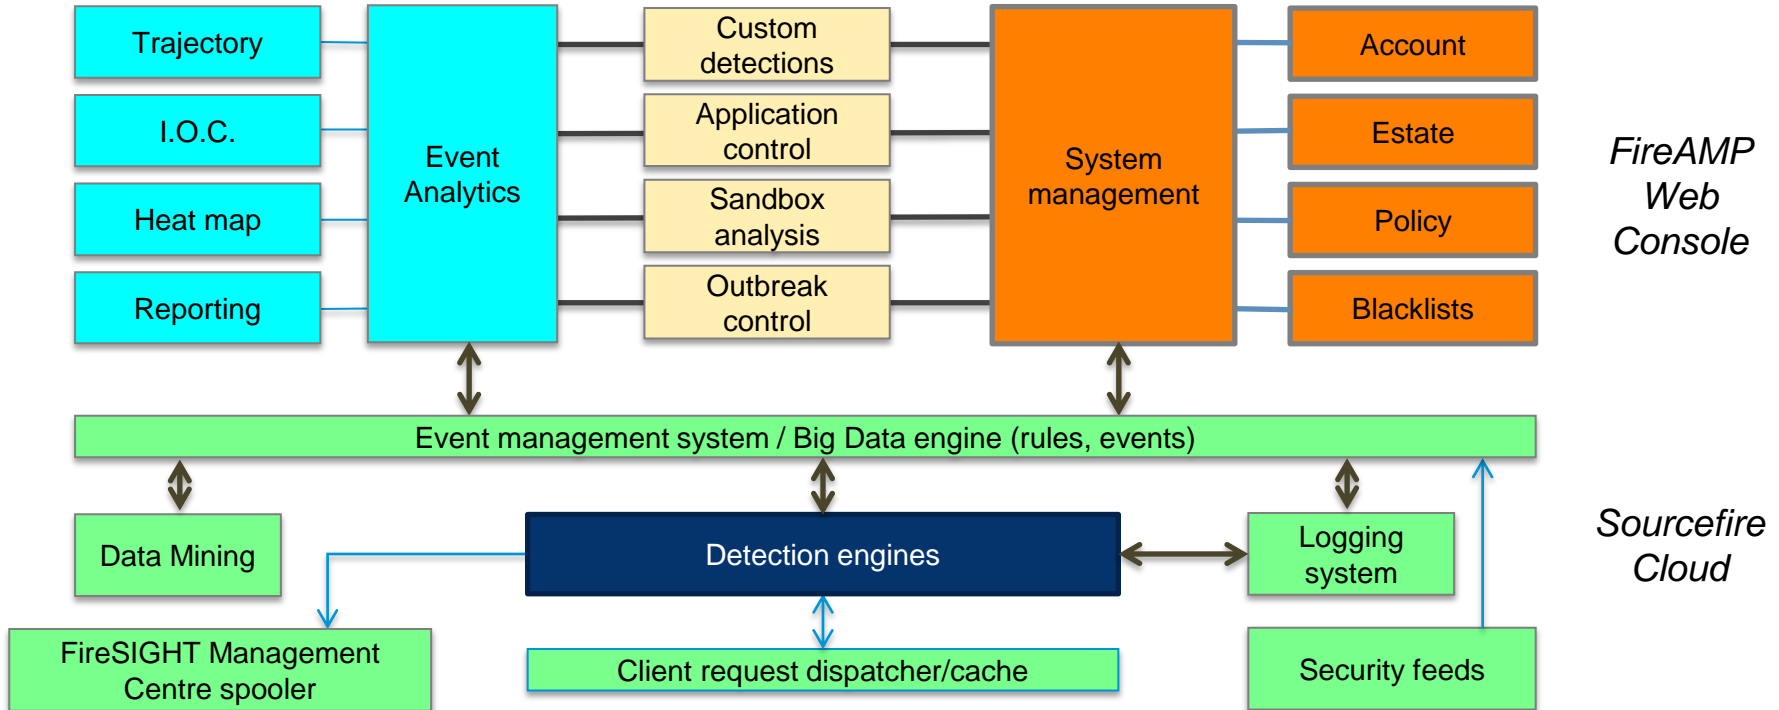 Trajectory
I.O.C.
Heat map
Reporting
Event
Analytics
Custom
detections
Application
control
Sandbox
analysis
Outbreak
control
System
management
Account
Estate
Policy
Blacklists
FireAMP
Web
Console
Event management system / Big Data engine (rules, events)
Data Mining
Detection engines
Logging
system
Sourcefire
Cloud
FireSIGHT Management
Centre spooler
Client request dispatcher/cache
Security feeds